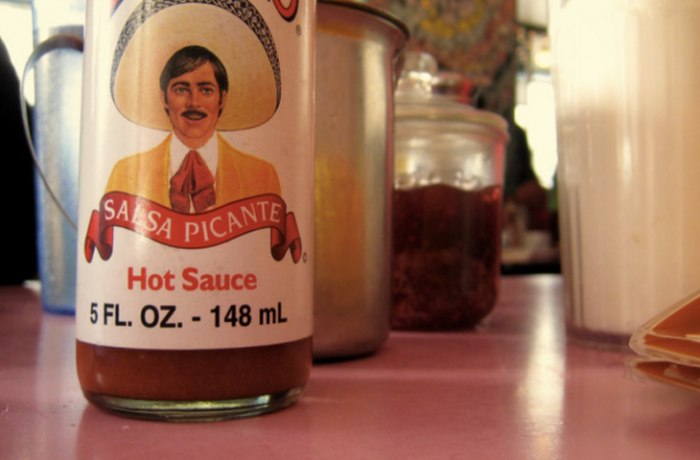 SALSA PICANTE
Hot Sauce
5 FL. OZ. - 148 mL